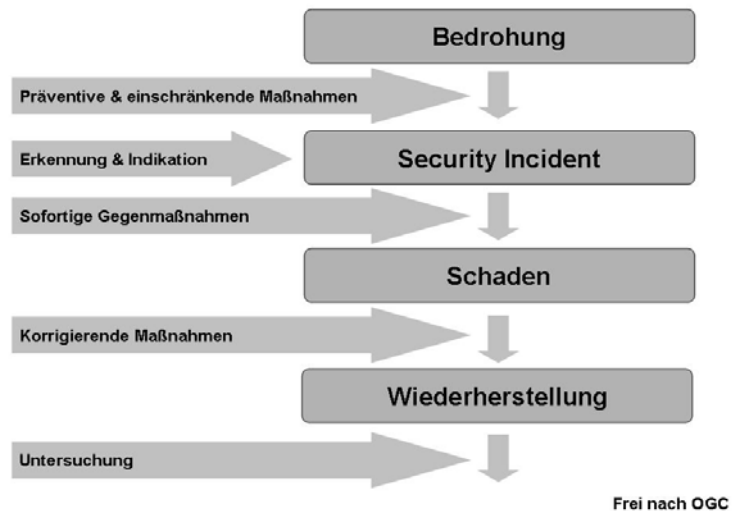 Bedrohung
Präventive & einschränkende Maßnahmen
Erkennung & Indikation
Security Incident
Sofortige Gegenmaßnahmen
Schaden
Korrigierende Maßnahmen
Wiederherstellung
Untersuchung
Frei nach OGC